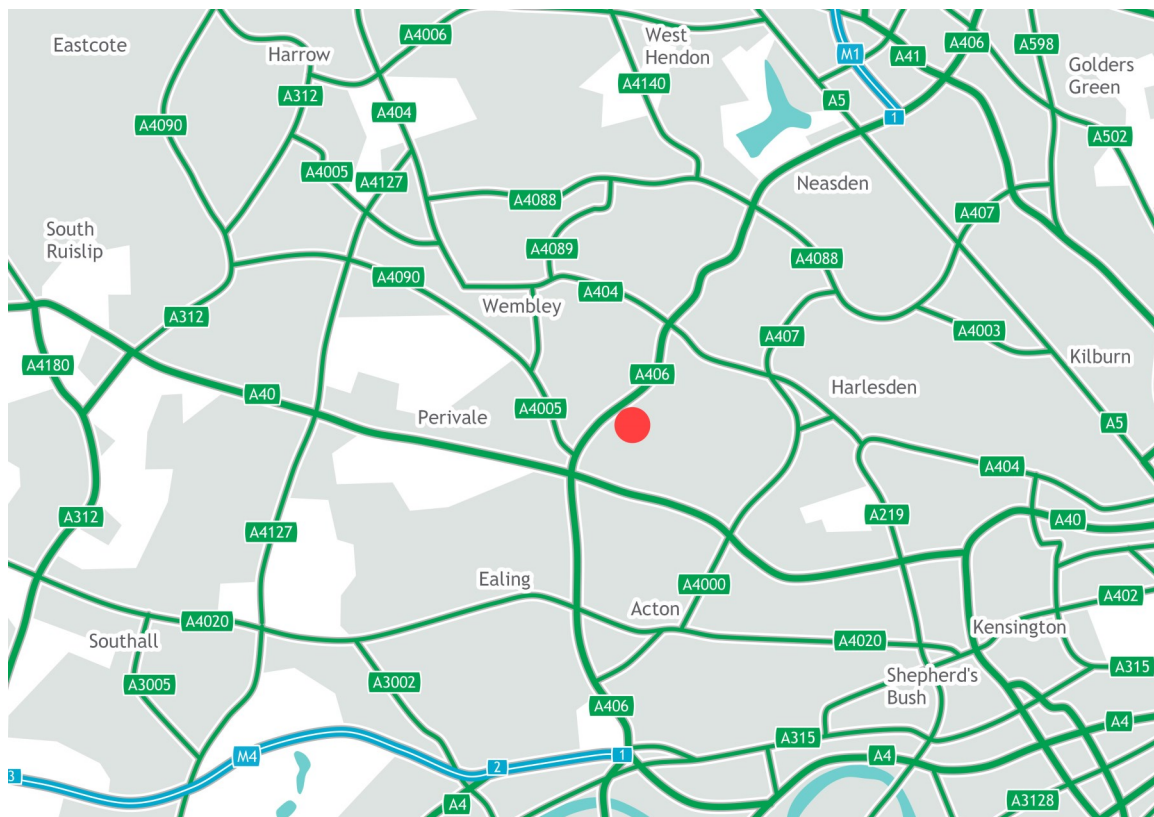 Eastcote
Harrow
A4006
West
Hendon
M1
A41
A406
A598
Golders
Green
A312
A404
A4140
A5
1
A4090
A502
A4005
A4127
Neasden
A4088
A407
South
Ruislip
A4089
A4088
A4090
A404
Wembley
A312
A407
A4003
Kilburn
A4180
A406
Harlesden
A40
Perivale
A4005
A5
A404
A312
A4127
A219
A40
Ealing
A4000
Acton
A402
A4020
Southall
A4020
Kensington
A3005
A3002
Shepherd's
Bush
A315
A406
A4
A315
M4
2
1
A4
3
A4
A3128